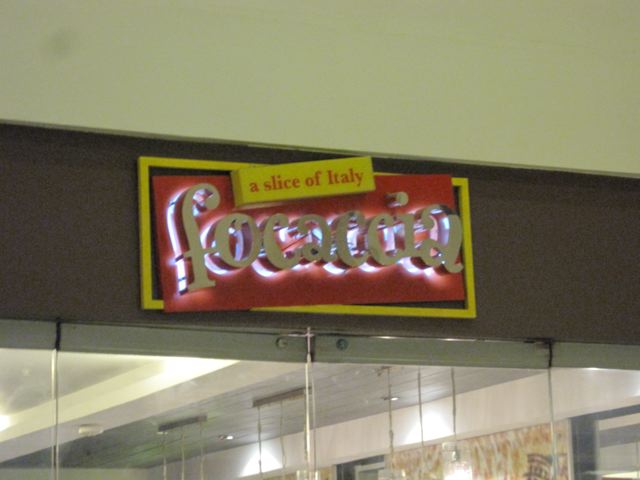 a slice of Italy
focaccia